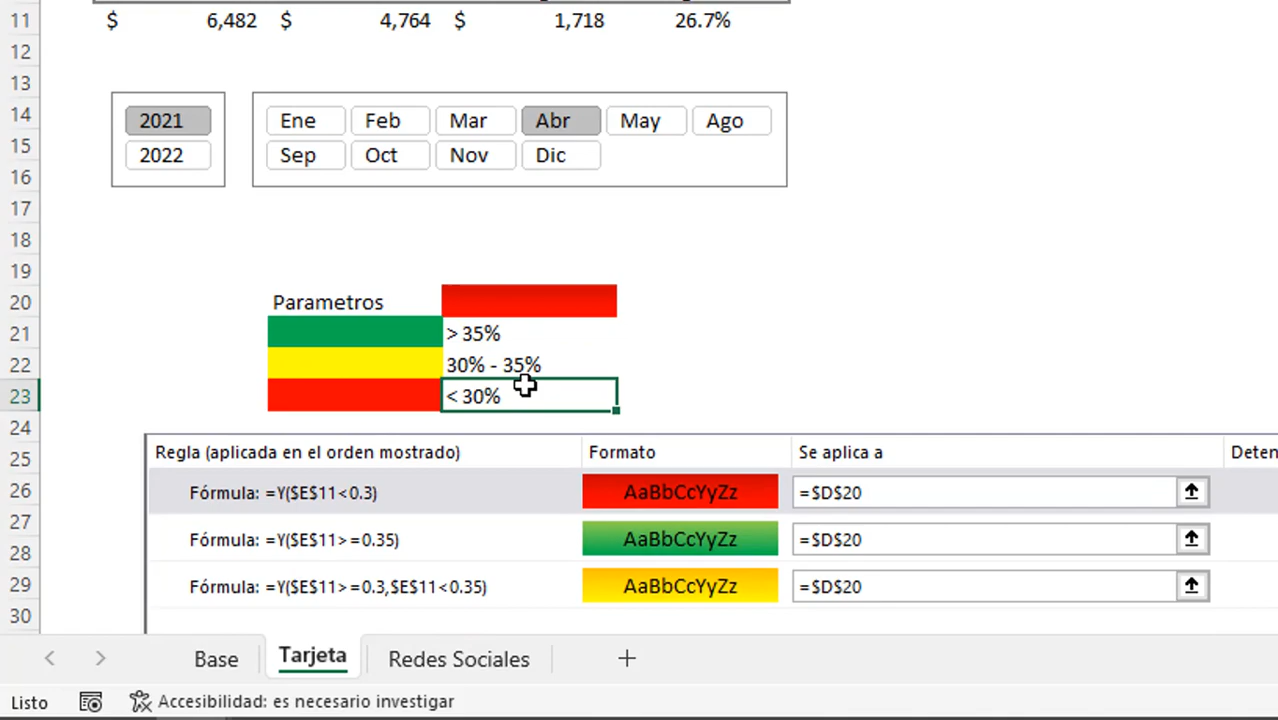 11 $ 6,482 $ 4,764 $ 1,718 26.7%
12
13
14 2021 Ene Feb Mar Abr May Ago
15 2022 Sep Oct Nov Dic
16
17
18
19
20 Parametros
21 > 35%
22 30% - 35%
23 < 30%
24
25 Regla (aplicada en el orden mostrado) Formato Se aplica a Deten
26 Fórmula: =Y($E$11<0.3) AaBbCcYyZz =$D$20
27
28 Fórmula: =Y($E$11>=0.35) AaBbCcYyZz =$D$20
29 Fórmula: =Y($E$11>=0.3,$E$11<0.35) AaBbCcYyZz =$D$20
30
Base Tarjeta Redes Sociales
Listo Accesibilidad: es necesario investigar